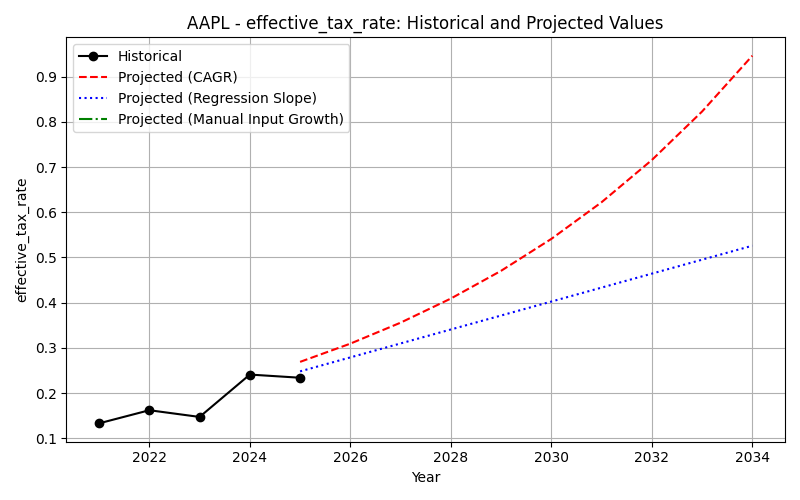 AAPL - effective_tax_rate: Historical and Projected Values
Historical
Projected (CAGR)
Projected (Regression Slope)
Projected (Manual Input Growth)
effective_tax_rate
0.9
0.8
0.7
0.6
0.5
0.4
0.3
0.2
0.1
2022 2024 2026 2028 2030 2032 2034
Year